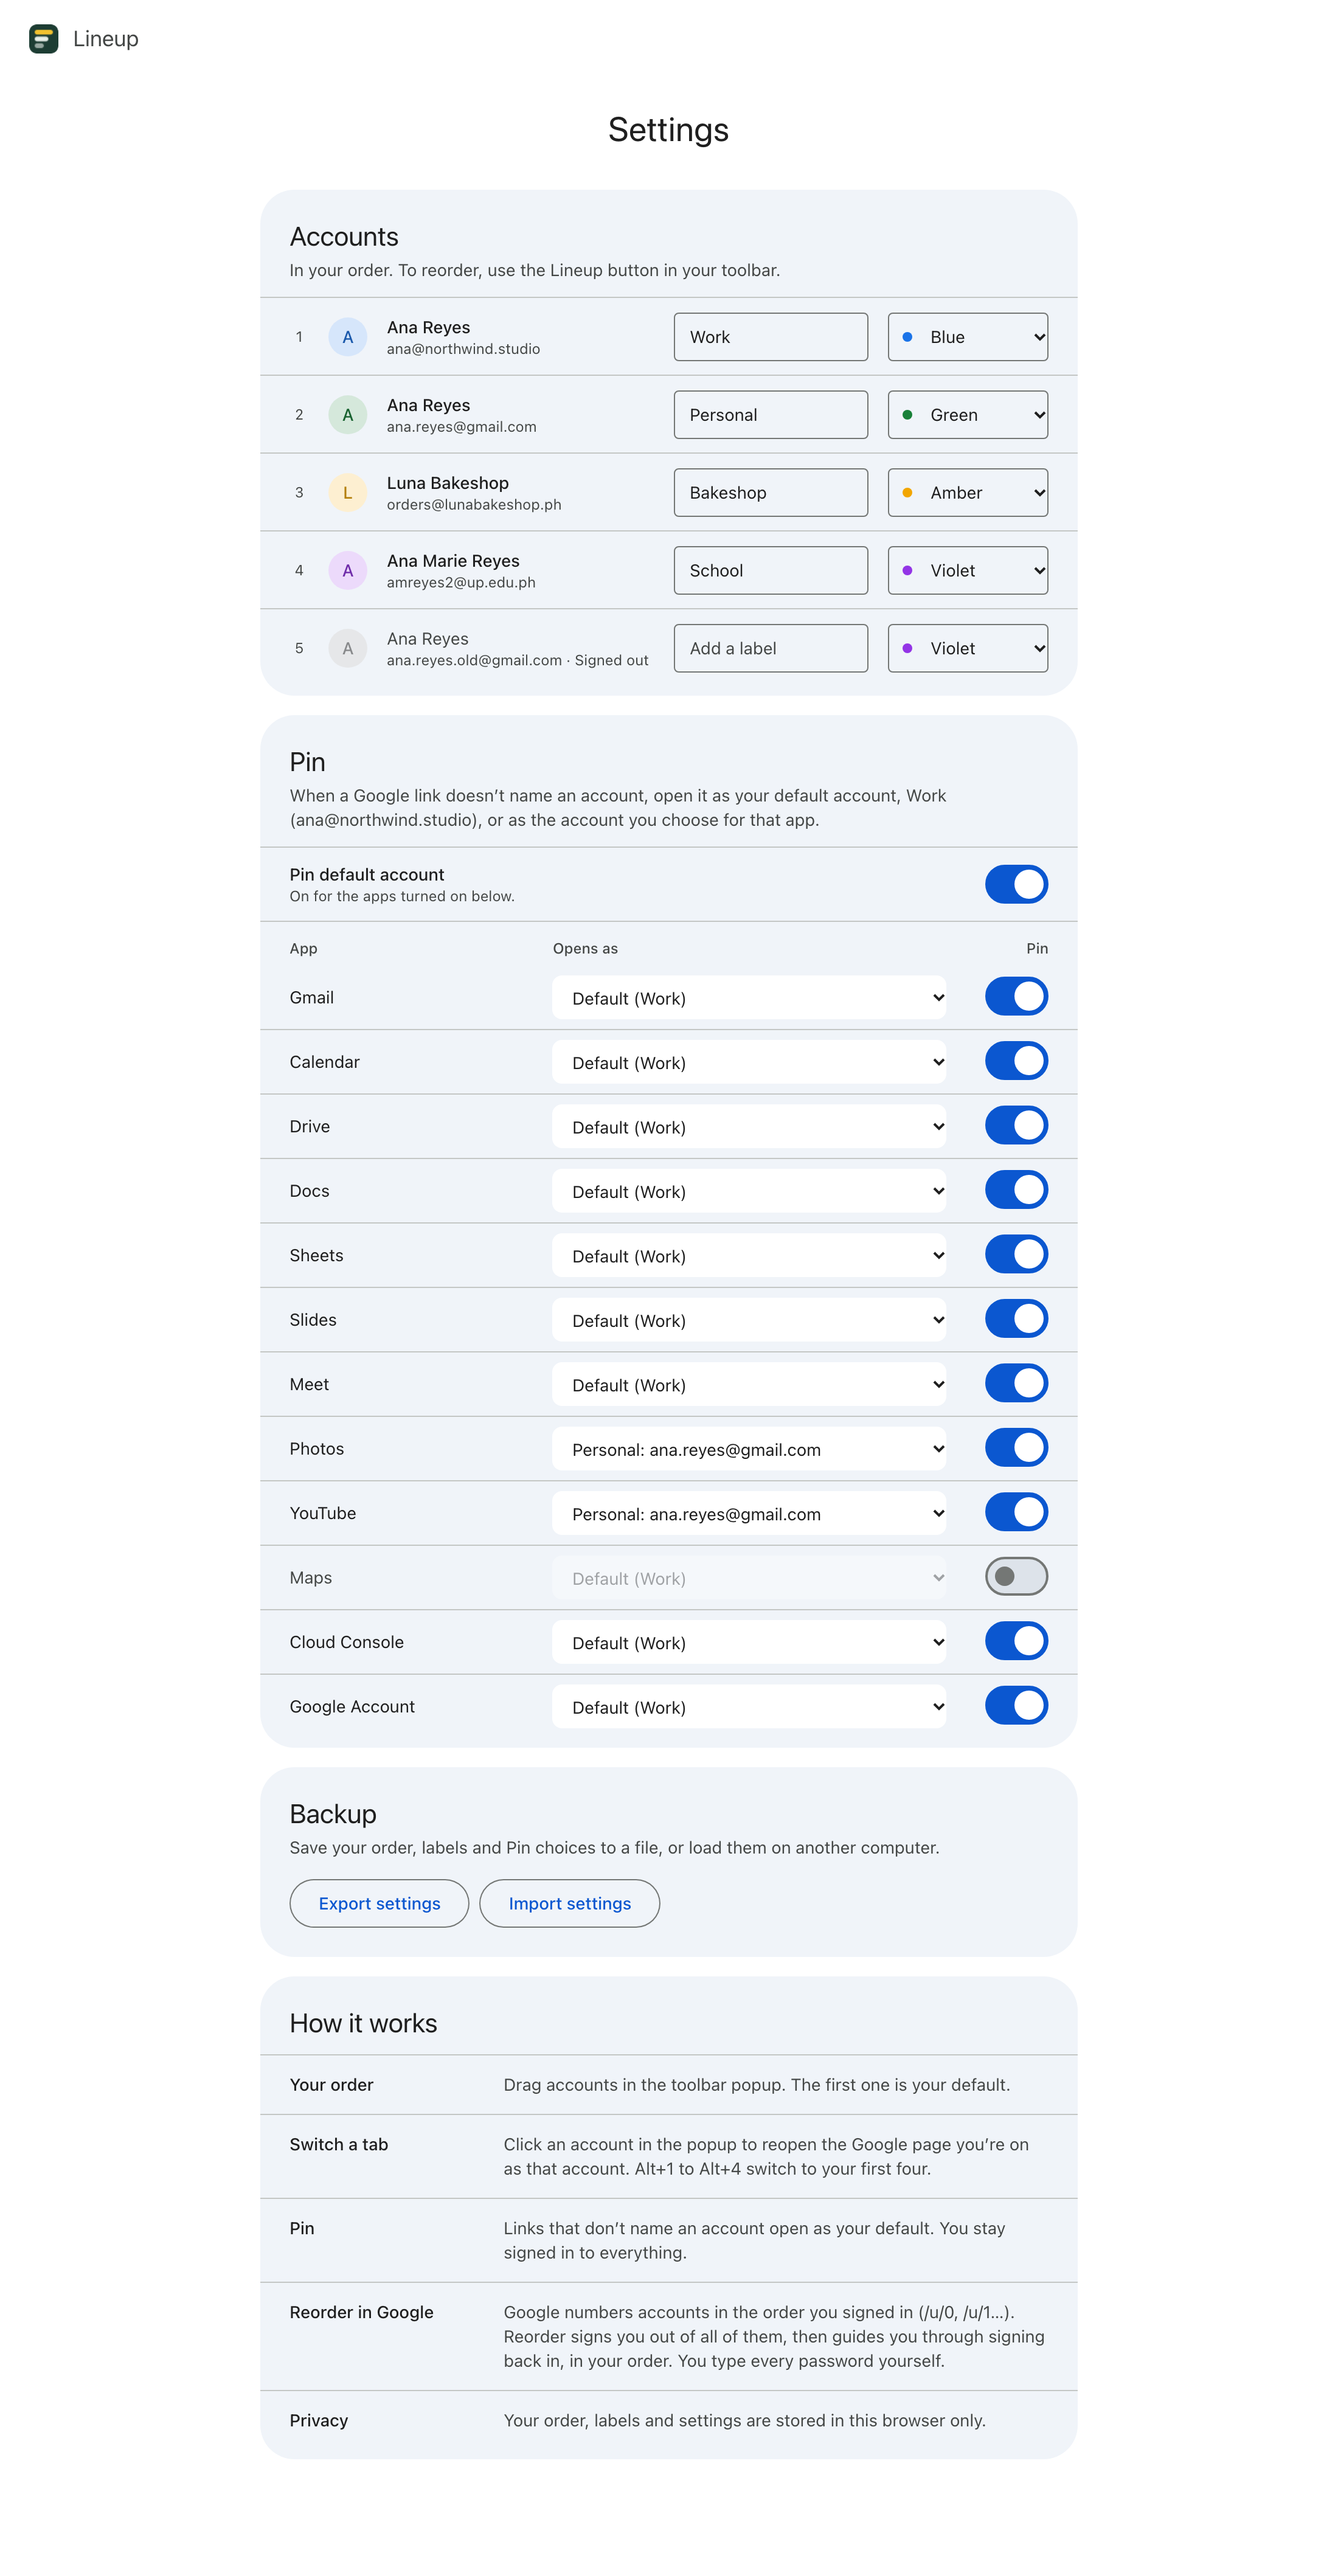 Lineup
Settings
Accounts
In your order. To reorder, use the Lineup button in your toolbar.
1
A
Ana Reyes
ana@northwind.studio
Work
Blue
2
A
Ana Reyes
ana.reyes@gmail.com
Personal
Green
3
L
Luna Bakeshop
orders@lunabakeshop.ph
Bakeshop
Amber
4
A
Ana Marie Reyes
amreyes2@up.edu.ph
School
Violet
5
A
Ana Reyes
ana.reyes.old@gmail.com · Signed out
Add a label
Violet
Pin
When a Google link doesn’t name an account, open it as your default account, Work
(ana@northwind.studio), or as the account you choose for that app.
Pin default account
On for the apps turned on below.
App
Opens as
Pin
Gmail
Default (Work)
Calendar
Default (Work)
Drive
Default (Work)
Docs
Default (Work)
Sheets
Default (Work)
Slides
Default (Work)
Meet
Default (Work)
Photos
Personal: ana.reyes@gmail.com
YouTube
Personal: ana.reyes@gmail.com
Maps
Default (Work)
Cloud Console
Default (Work)
Google Account
Default (Work)
Backup
Save your order, labels and Pin choices to a file, or load them on another computer.
Export settings
Import settings
How it works
Your order
Drag accounts in the toolbar popup. The first one is your default.
Switch a tab
Click an account in the popup to reopen the Google page you’re on
as that account. Alt+1 to Alt+4 switch to your first four.
Pin
Links that don’t name an account open as your default. You stay
signed in to everything.
Reorder in Google
Google numbers accounts in the order you signed in (/u/0, /u/1…).
Reorder signs you out of all of them, then guides you through signing
back in, in your order. You type every password yourself.
Privacy
Your order, labels and settings are stored in this browser only.